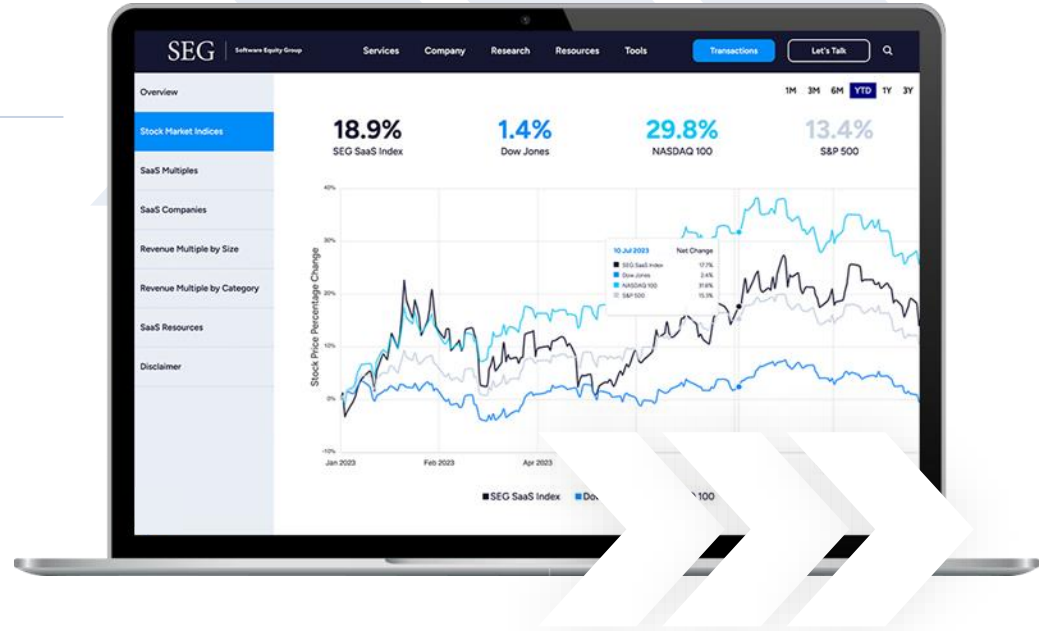 SEG Software Equity Group Services Company Research Resources Tools Transactions Let's Talk
Overview
Stock Market Indices
SaaS Multiples
SaaS Companies
Revenue Multiple by Size
Revenue Multiple by Category
SaaS Resources
Disclaimer
1M 3M 6M YTD 1Y 3Y
18.9% 1.4% 29.8% 13.4%
SEG SaaS Index Dow Jones NASDAQ 100 S&P 500
Stock Price Percentage Change
40%
30%
20%
10%
0%
-10%
10 Jul 2023 Net Change
SEG SaaS Index 17.7%
Dow Jones 2.4%
NASDAQ 100 31.6%
S&P 500 15.3%
Jan 2023 Feb 2023 Apr 2023
SEG SaaS Index Do 100